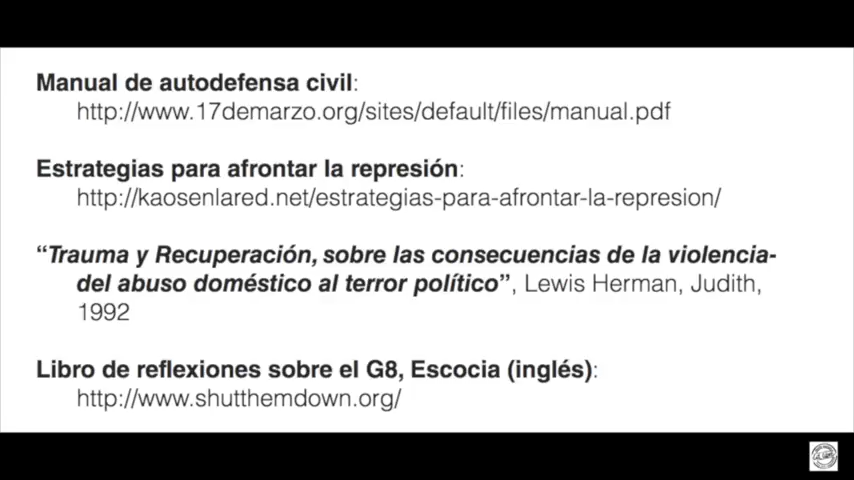 Manual de autodefensa civil:
http://www.17demarzo.org/sites/default/files/manual.pdf
Estrategias para afrontar la represión:
http://kaosenlared.net/estrategias-para-afrontar-la-represion/
“Trauma y Recuperación, sobre las consecuencias de la violencia-
del abuso doméstico al terror político”, Lewis Herman, Judith,
1992
Libro de reflexiones sobre el G8, Escocia (inglés):
http://www.shutthemdown.org/